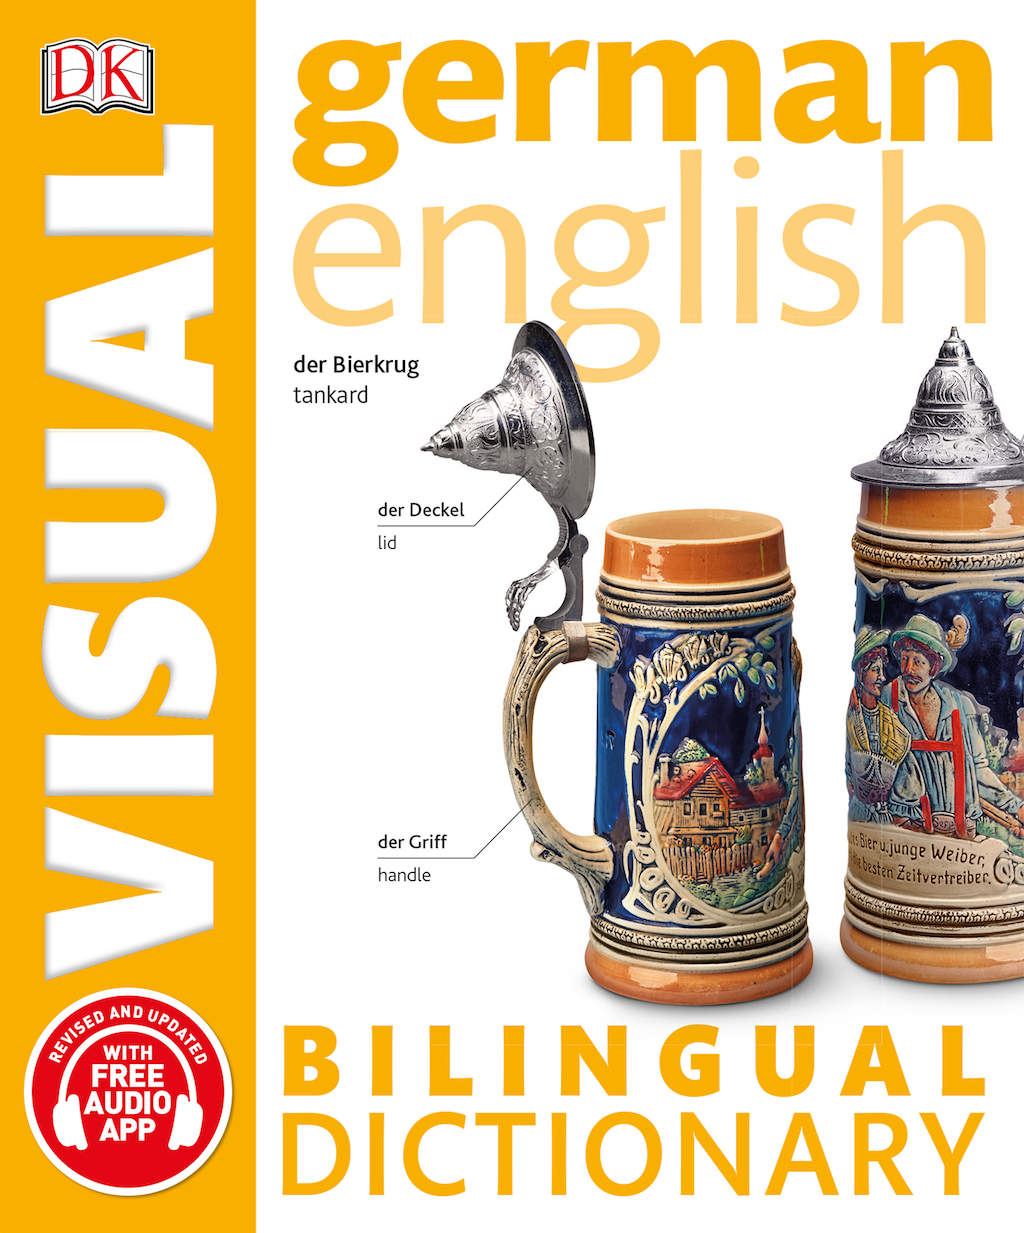 DK
VISUAL
german
english
der Bierkrug
tankard
der Deckel
lid
der Griff
handle
Bier u. junge Weiber,
die besten Zeitvertreiber.
REVISED AND UPDATED
WITH
FREE
AUDIO
APP
BILINGUAL
DICTIONARY